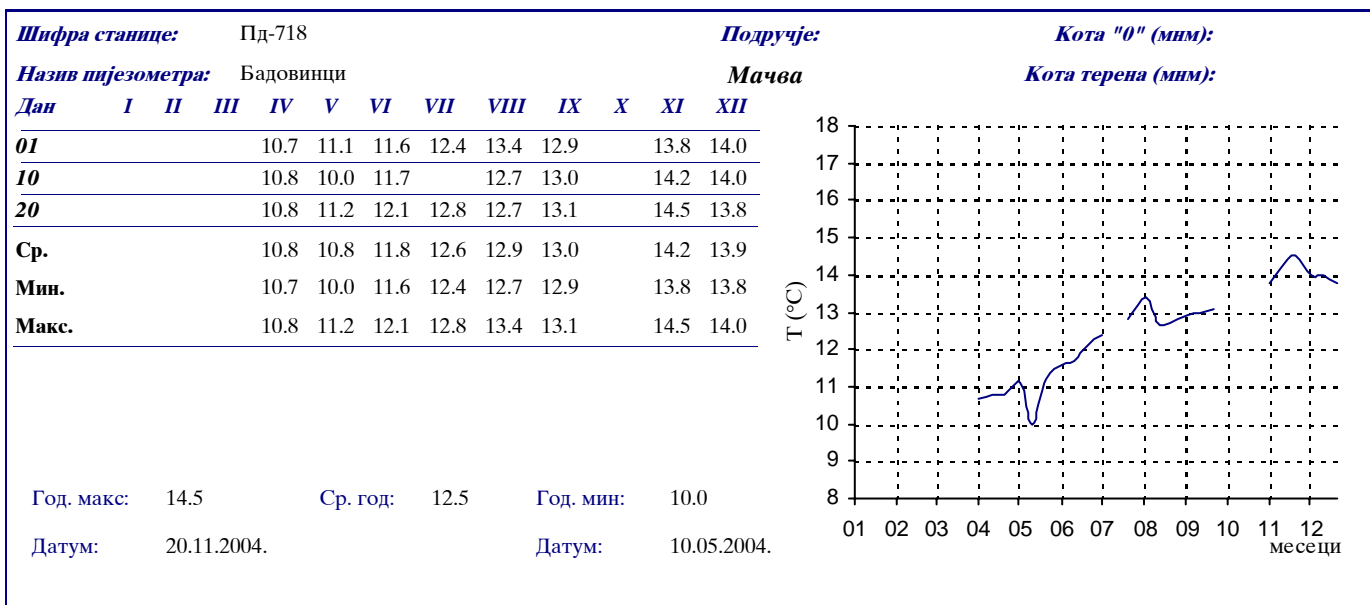 Шифра станице: Пд-718 Подручје: Кота "0" (мнм):
Назив пијезометра: Бадовинци Мачва Кота терена (мнм):
Дан I II III IV V VI VII VIII IX X XI XII
01 10.7 11.1 11.6 12.4 13.4 12.9 13.8 14.0
10 10.8 10.0 11.7 12.7 13.0 14.2 14.0
20 10.8 11.2 12.1 12.8 12.7 13.1 14.5 13.8
Ср. 10.8 10.8 11.8 12.6 12.9 13.0 14.2 13.9
Мин. 10.7 10.0 11.6 12.4 12.7 12.9 13.8 13.8
Макс. 10.8 11.2 12.1 12.8 13.4 13.1 14.5 14.0
Год. макс: 14.5 Ср. год: 12.5 Год. мин: 10.0
Датум: 20.11.2004. Датум: 10.05.2004.
18
17
16
15
14
13
12
11
10
9
8
T (°C)
01 02 03 04 05 06 07 08 09 10 11 12
месеци